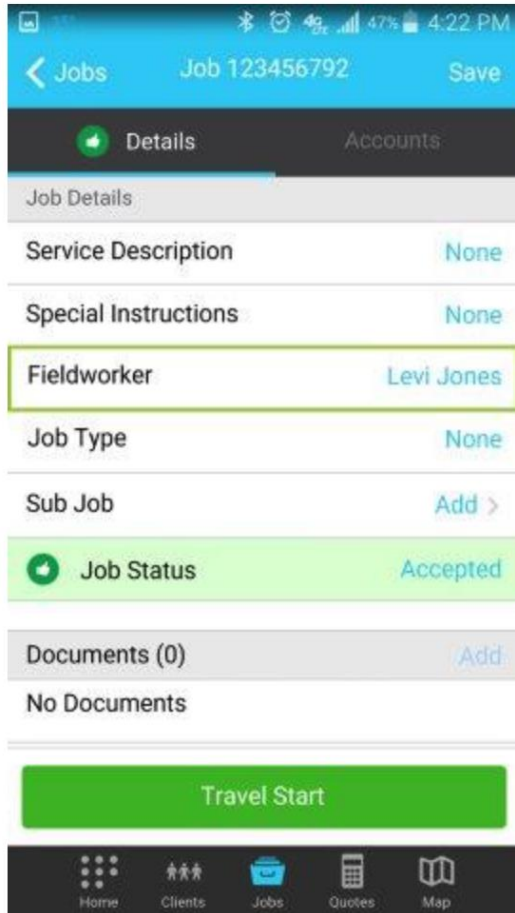 47% 4:22 PM
Jobs Job 123456792 Save
Details Accounts
Job Details
Service Description None
Special Instructions None
Fieldworker Levi Jones
Job Type None
Sub Job Add >
Job Status Accepted
Documents (0) Add
No Documents
Travel Start
Home Clients Jobs Quotes Map